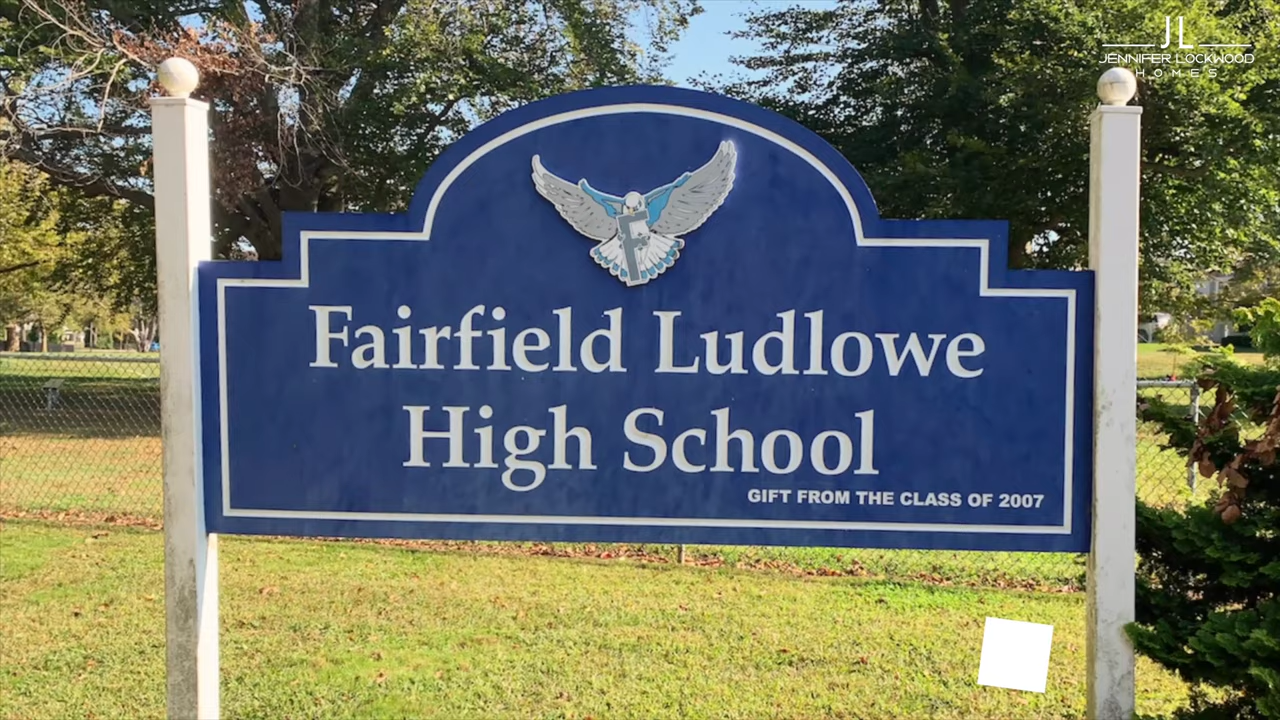 JL
JENNIFER LOCKWOOD
HOMES
F
Fairfield Ludlowe
High School
GIFT FROM THE CLASS OF 2007